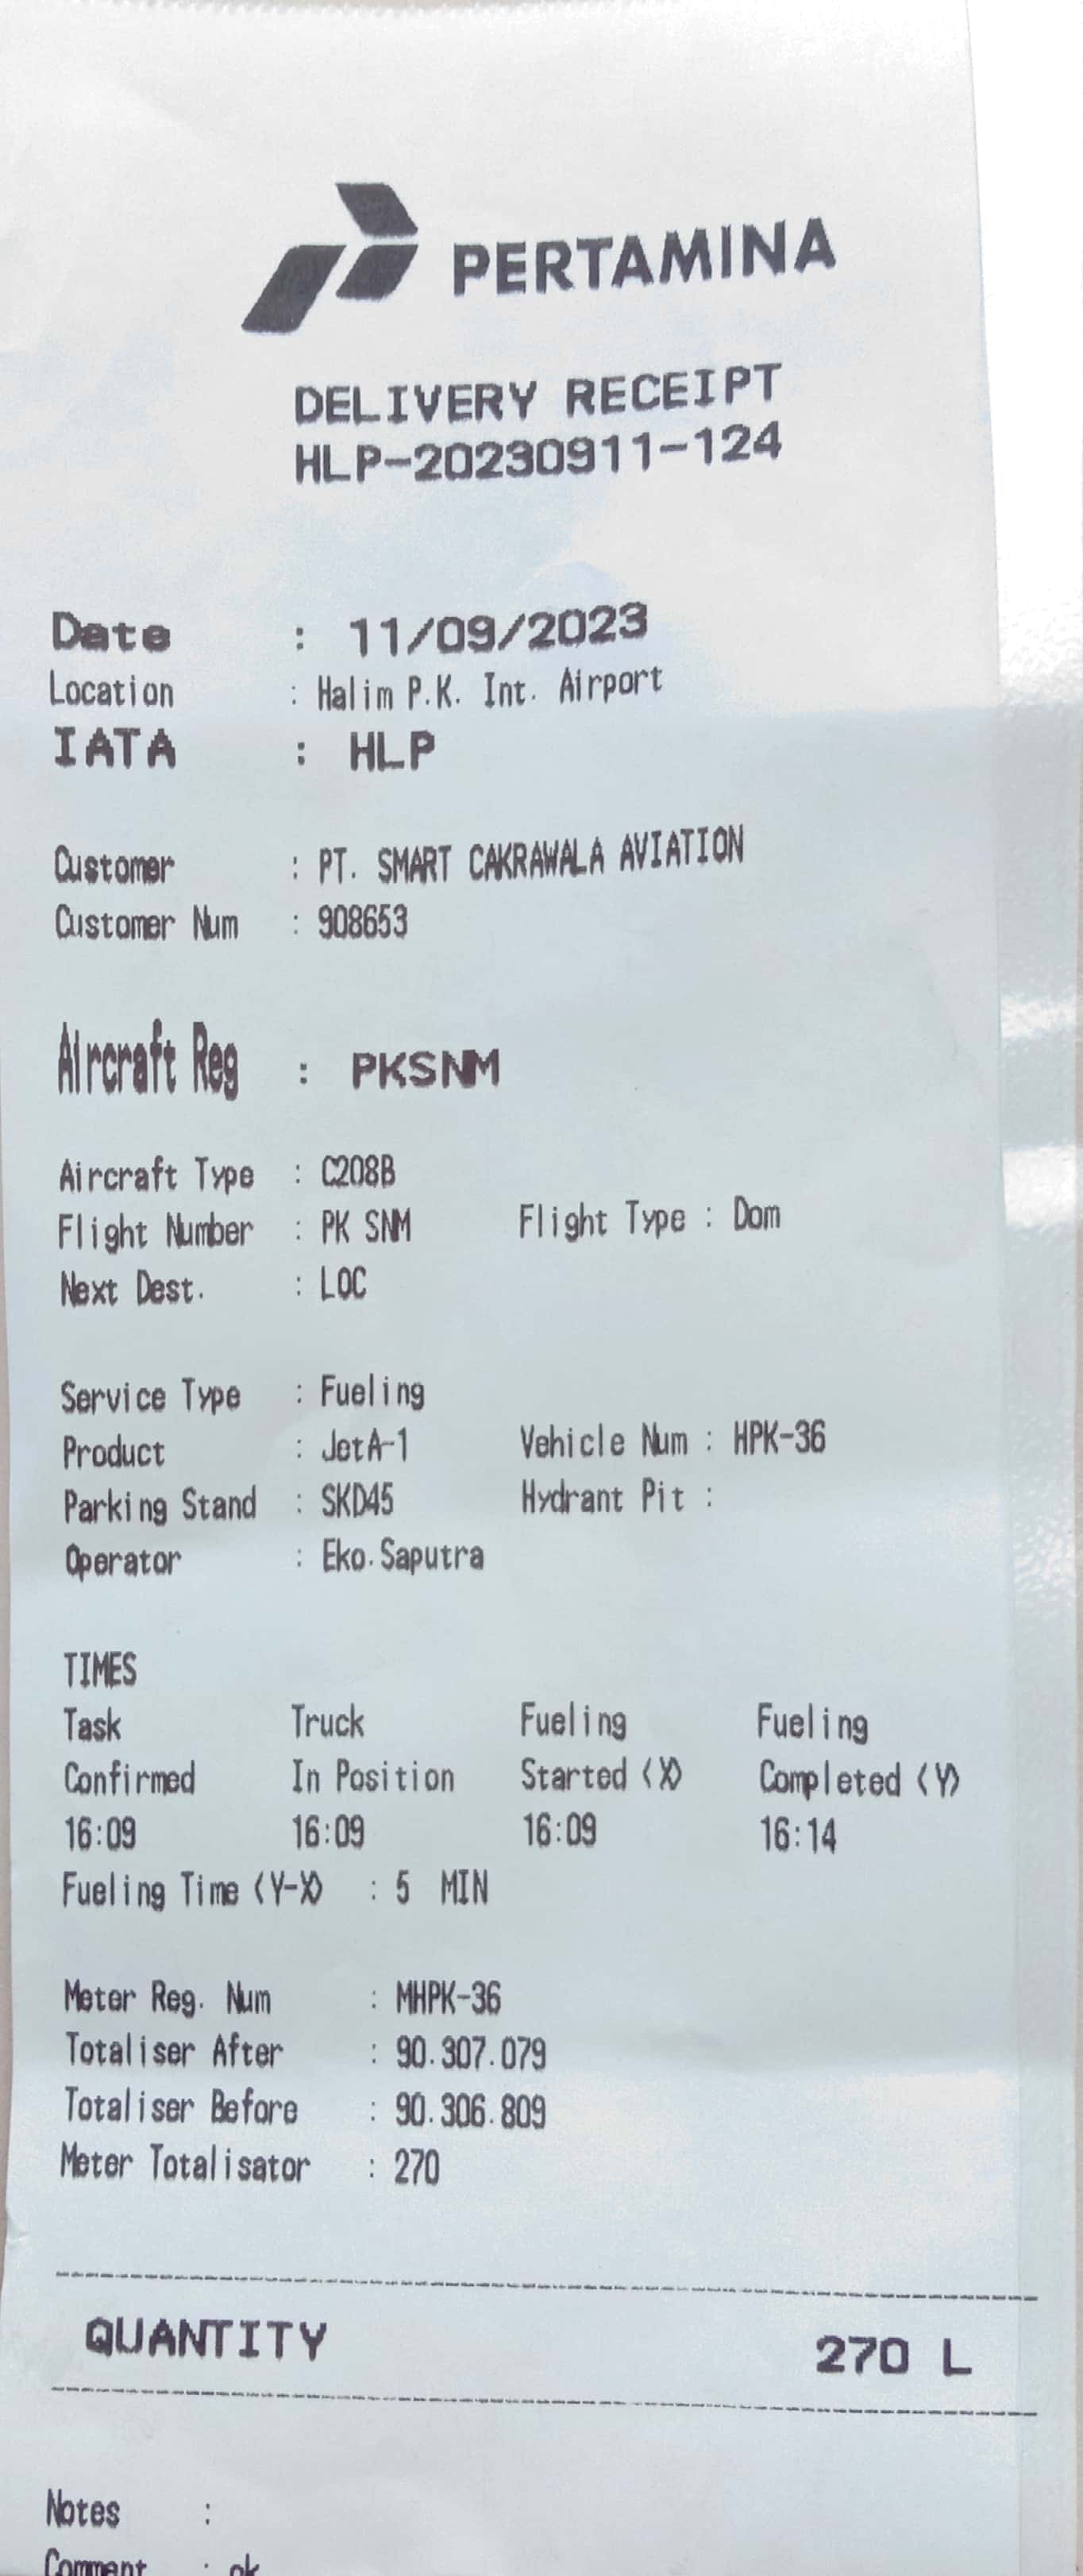 PERTAMINA
DELIVERY RECEIPT
HLP-20230911-124
Date : 11/09/2023
Location : Halim P.K. Int. Airport
IATA : HLP
Customer : PT. SMART CAKRAWALA AVIATION
Customer Num : 908653
Aircraft Reg : PKSNM
Aircraft Type : C208B
Flight Number : PK SNM Flight Type : Dom
Next Dest. : LOC
Service Type : Fueling
Product : JetA-1 Vehicle Num : HPK-36
Parking Stand : SKD45 Hydrant Pit :
Operator : Eko.Saputra
TIMES
Task Truck Fueling Fueling
Confirmed In Position Started (X) Completed (Y)
16:09 16:09 16:09 16:14
Fueling Time (Y-X) : 5 MIN
Meter Reg. Num : MHPK-36
Totaliser After : 90.307.079
Totaliser Before : 90.306.809
Meter Totalisator : 270
QUANTITY 270 L
Notes :
Comment : ok